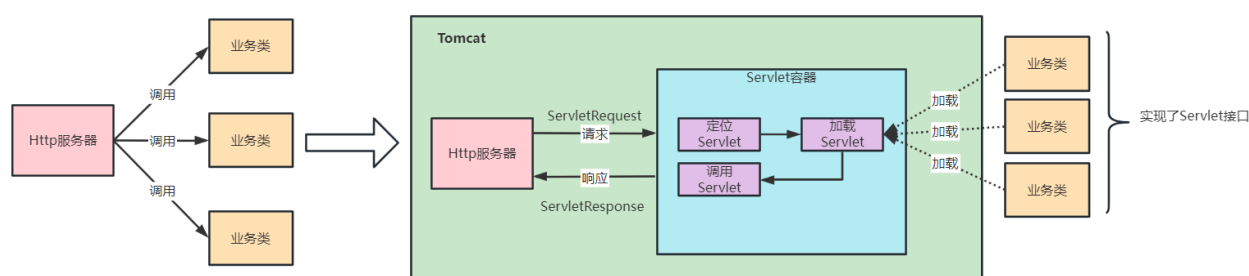 业务类
调用
Http服务器
调用
业务类
调用
业务类
Tomcat
Servlet容器
ServletRequest
请求
Http服务器
响应
ServletResponse
定位
Servlet
加载
Servlet
调用
Servlet
加载
加载
加载
业务类
业务类
业务类
实现了Servlet接口